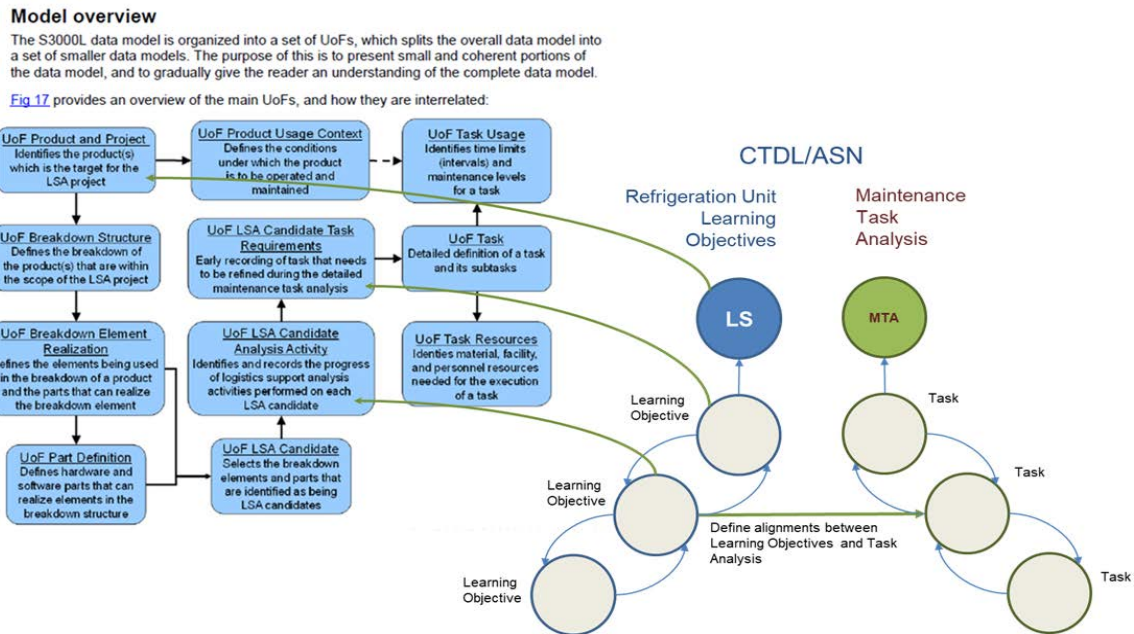 Model overview
The S3000L data model is organized into a set of UoFs, which splits the overall data model into
a set of smaller data models. The purpose of this is to present small and coherent portions of
the data model, and to gradually give the reader an understanding of the complete data model.
Fig 17 provides an overview of the main UoFs, and how they are interrelated:
UoF Product and Project
Identifies the product(s)
which is the target for the
LSA project
UoF Product Usage Context
Defines the conditions
under which the product
is to be operated and
maintained
UoF Task Usage
Identifies time limits
(intervals) and
maintenance levels
for a task
UoF Breakdown Structure
Defines the breakdown of
the product(s) that are within
the scope of the LSA project
UoF LSA Candidate Task
Requirements
Early recording of task that needs
to be refined during the detailed
maintenance task analysis
UoF Task
Detailed definition of a task
and its subtasks
UoF Breakdown Element
Realization
efines the elements being used
in the breakdown of a product
and the parts that can realize
the breakdown element
UoF LSA Candidate
Analysis Activity
Identifies and records the progress
of logistics support analysis
activities performed on each
LSA candidate
UoF Task Resources
Identies material, facility,
and personnel resources
needed for the execution
of a task
UoF Part Definition
Defines hardware and
software parts that can
realize elements in the
breakdown structure
UoF LSA Candidate
Selects the breakdown
elements and parts that
are identified as being
LSA candidates
CTDL/ASN
Refrigeration Unit
Learning
Objectives
Maintenance
Task
Analysis
LS
MTA
Learning
Objective
Task
Learning
Objective
Task
Define alignments between
Learning Objectives and Task
Analysis
Learning
Objective
Task